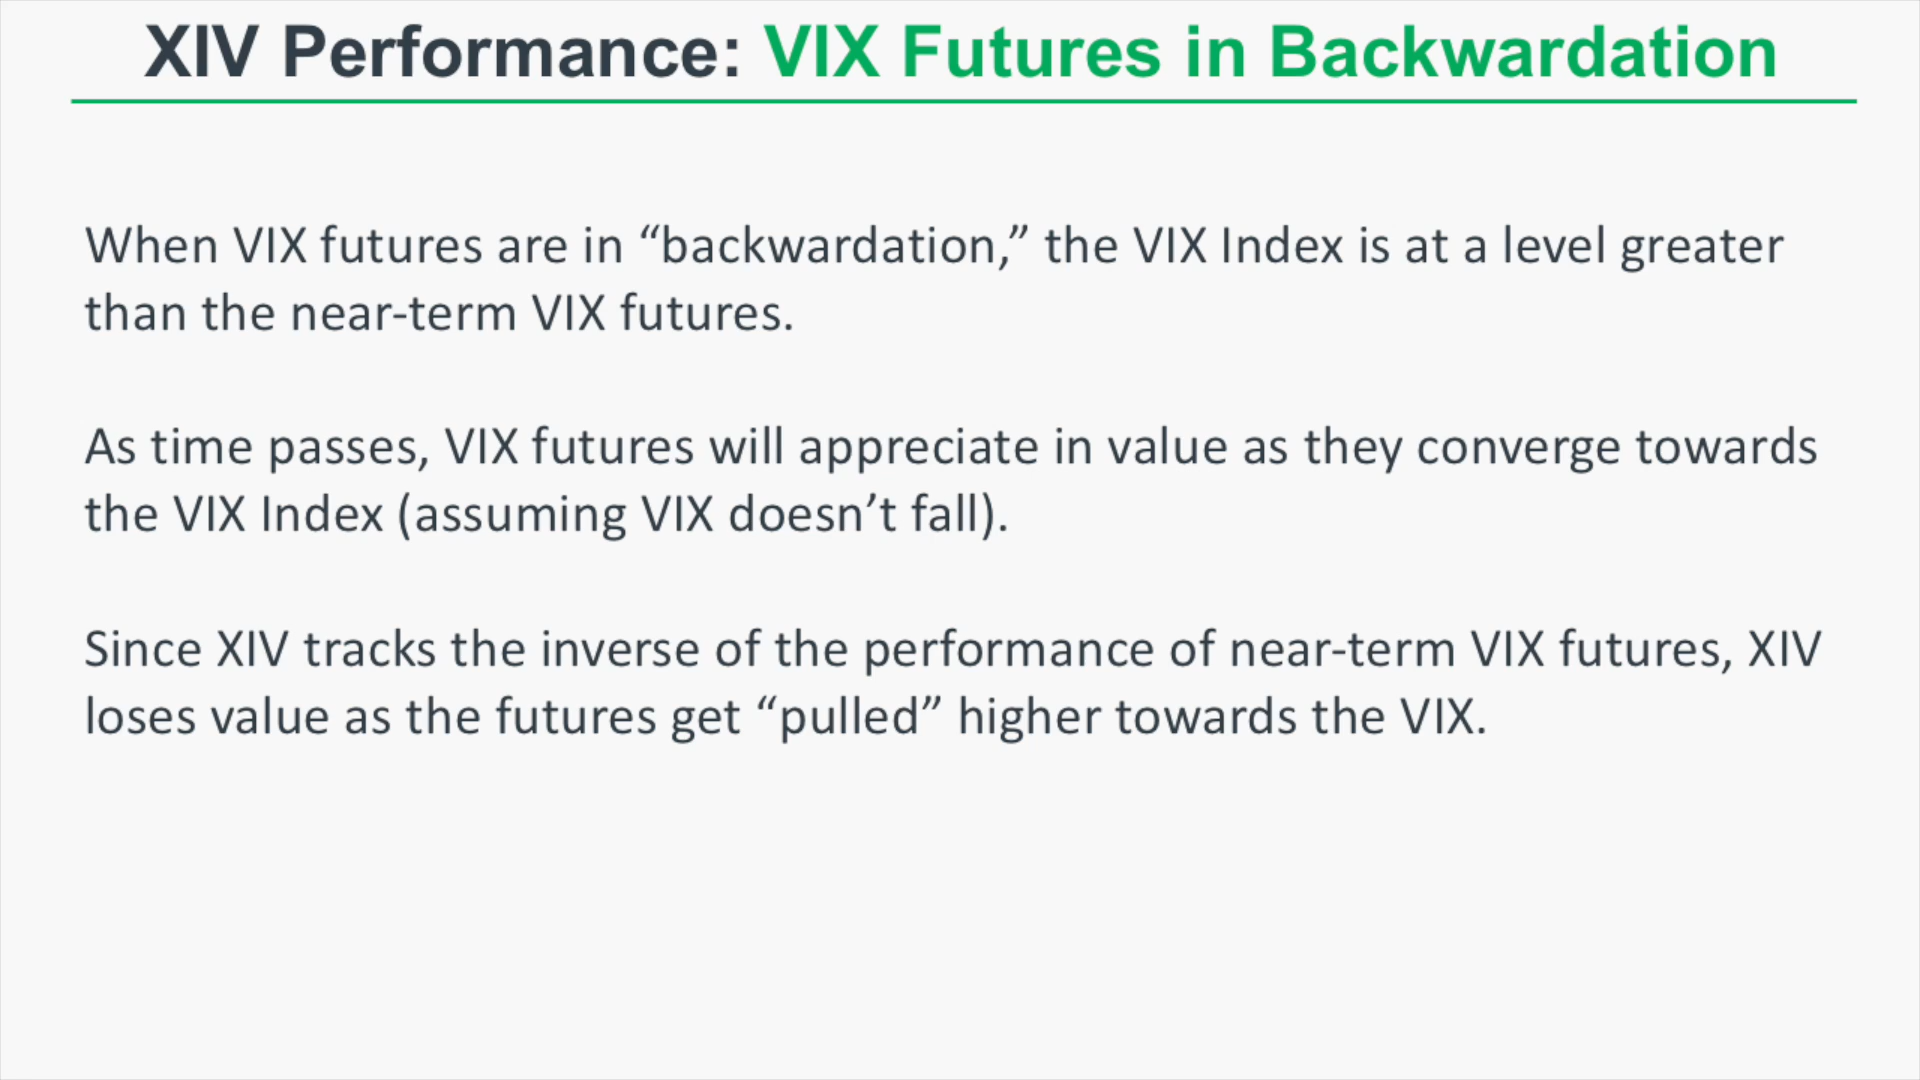 XIV Performance: VIX Futures in Backwardation
When VIX futures are in “backwardation,” the VIX Index is at a level greater
than the near-term VIX futures.
As time passes, VIX futures will appreciate in value as they converge towards
the VIX Index (assuming VIX doesn’t fall).
Since XIV tracks the inverse of the performance of near-term VIX futures, XIV
loses value as the futures get “pulled” higher towards the VIX.